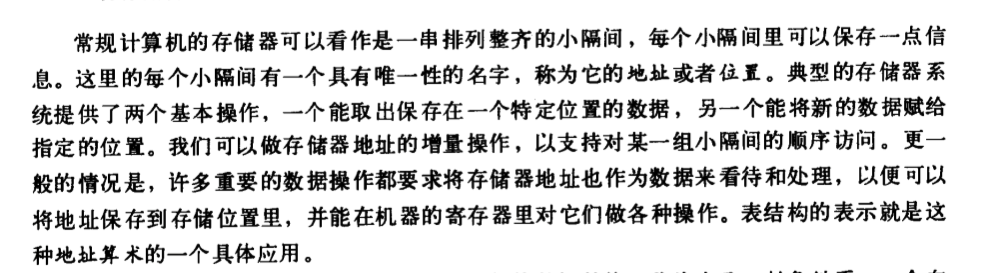 常规计算机的存储器可以看作是一串排列整齐的小隔间，每个小隔间里可以保存一点信
息。这里的每个小隔间有一个具有唯一性的名字，称为它的地址或者位置。典型的存储器系
统提供了两个基本操作，一个能取出保存在一个特定位置的数据，另一个能将新的数据赋给
指定的位置。我们可以做存储器地址的增量操作，以支持对某一组小隔间的顺序访问。更一
般的情况是，许多重要的数据操作都要求将存储器地址也作为数据来看待和处理，以便可以
将地址保存到存储位置里，并能在机器的寄存器里对它们做各种操作。表结构的表示就是这
种地址算术的一个具体应用。